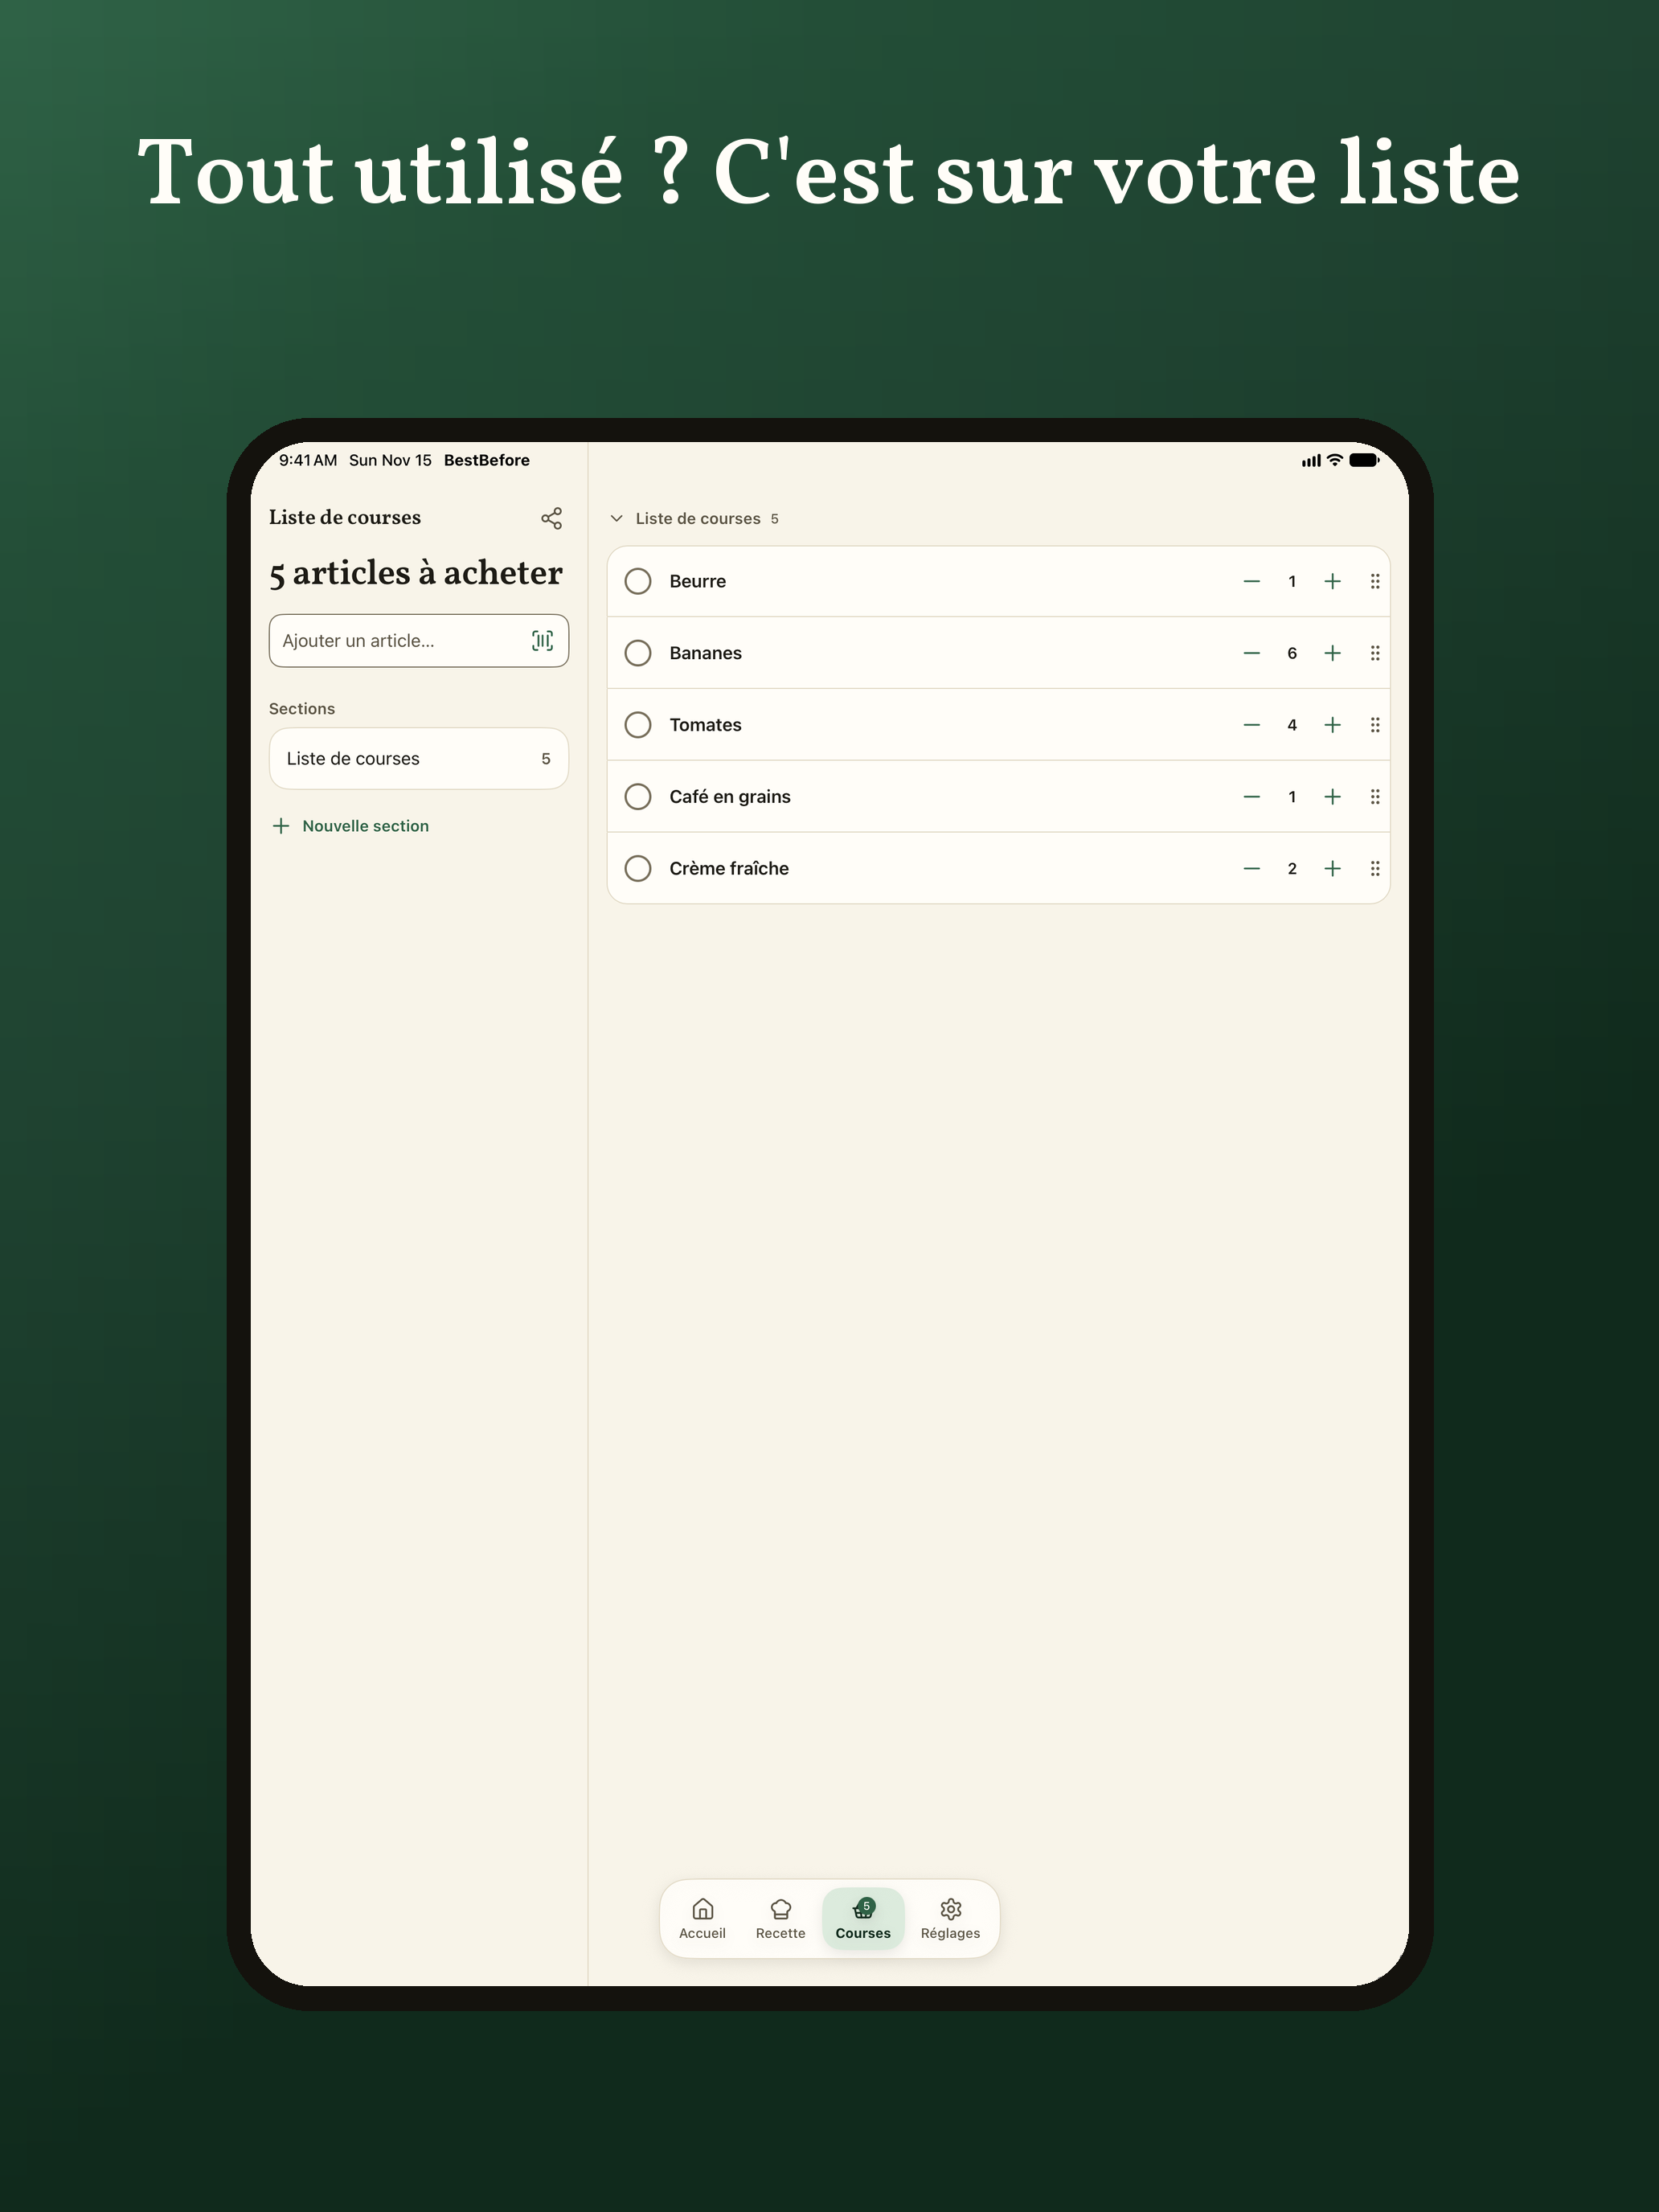 Tout utilisé ? C'est sur votre liste
9:41 AM Sun Nov 15 BestBefore
Liste de courses
5 articles à acheter
Ajouter un article...
Sections
Liste de courses 5
Nouvelle section
Liste de courses 5
Beurre 1
Bananes 6
Tomates 4
Café en grains 1
Crème fraîche 2
5
Accueil Recette Courses Réglages